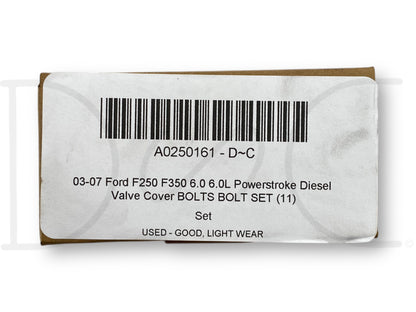 A0250161 - D~C
03-07 Ford F250 F350 6.0 6.0L Powerstroke Diesel
Valve Cover BOLTS BOLT SET (11)
Set
USED - GOOD, LIGHT WEAR